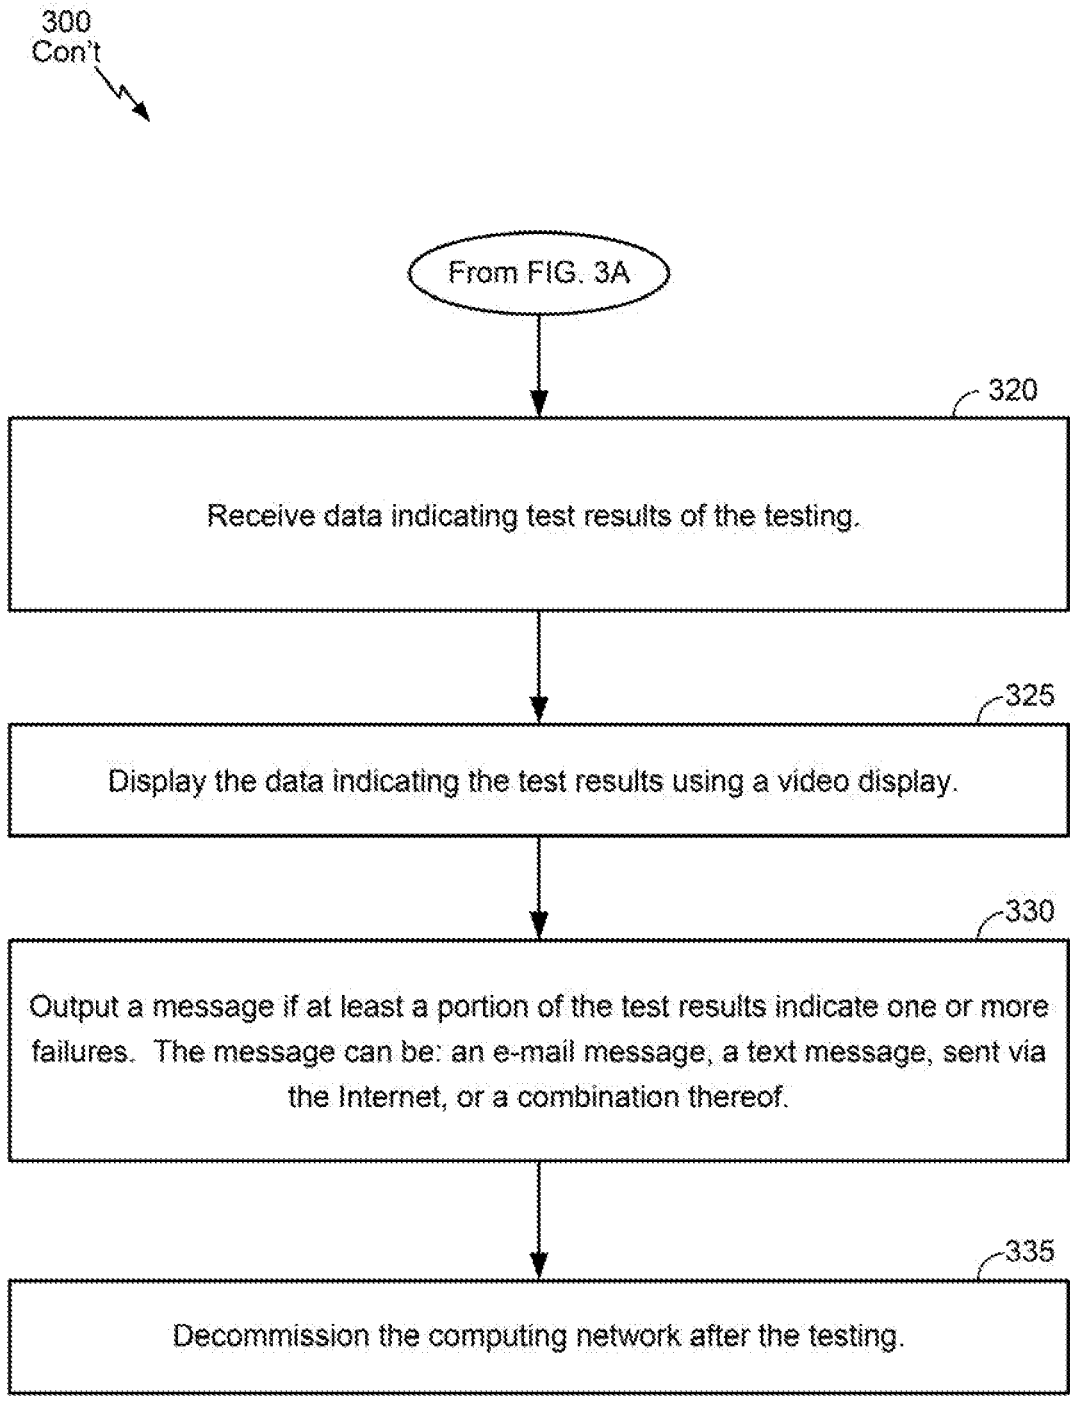 300
Con't
From FIG. 3A
320
Receive data indicating test results of the testing.
325
Display the data indicating the test results using a video display.
330
Output a message if at least a portion of the test results indicate one or more
failures.  The message can be: an e-mail message, a text message, sent via
the Internet, or a combination thereof.
335
Decommission the computing network after the testing.